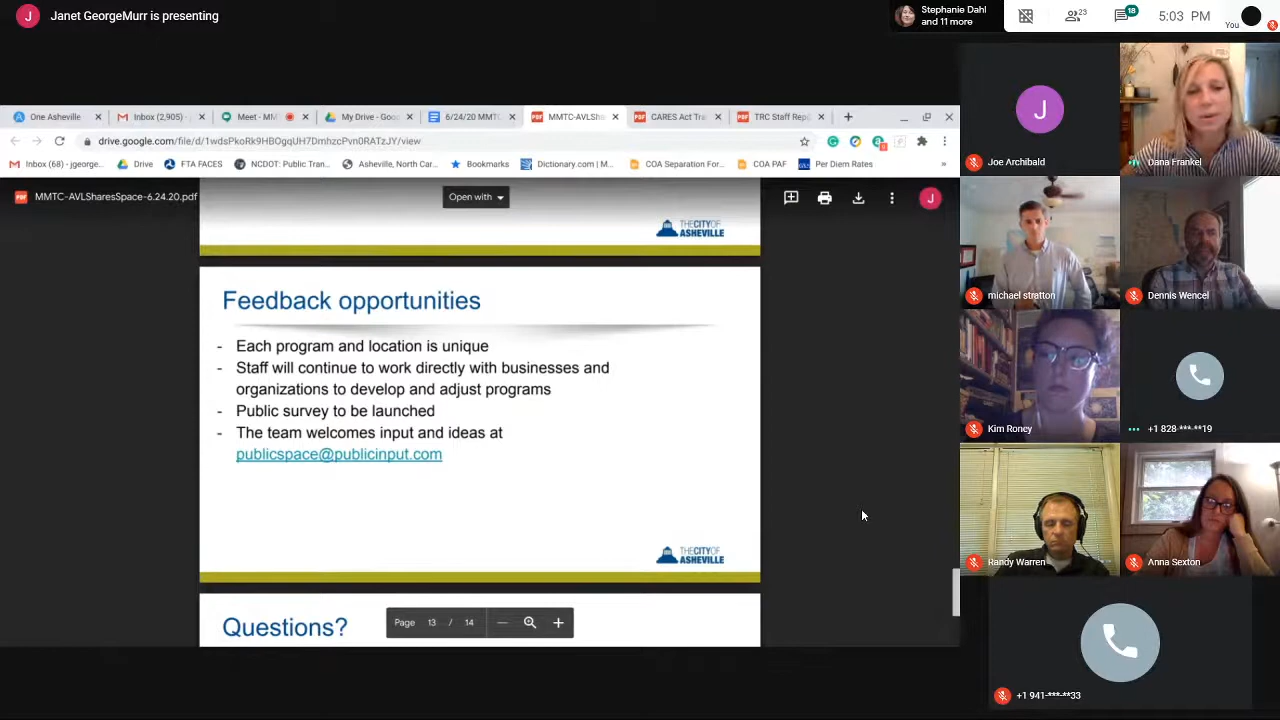 J Janet GeorgeMurr is presenting
Stephanie Dahl
and 11 more
23
18
5:03 PM
You
One Asheville
Inbox (2,905) -
Meet - MM
My Drive - Goo
6/24/20 MMTC
MMTC-AVLSha
CARES Act Tra
TRC Staff Rep
drive.google.com/file/d/1wdsPkoRk9HBOgqUH7DmhzcPvn0RATzJY/view
Inbox (68) - jgeorge...
Drive
FTA FACES
NCDOT: Public Tran...
Asheville, North Car...
Bookmarks
Dictionary.com | M...
COA Separation For...
COA PAF
Per Diem Rates
PDF MMTC-AVLSharesSpace-6.24.20.pdf
Open with
J
THE CITY OF
ASHEVILLE
Feedback opportunities
- Each program and location is unique
- Staff will continue to work directly with businesses and
organizations to develop and adjust programs
- Public survey to be launched
- The team welcomes input and ideas at
publicspace@publicinput.com
THE CITY OF
ASHEVILLE
Questions?
Page 13 / 14
J
Joe Archibald
Dana Frankel
michael stratton
Dennis Wencel
Kim Roney
+1 828-***-**19
Randy Warren
Anna Sexton
+1 941-***-**33